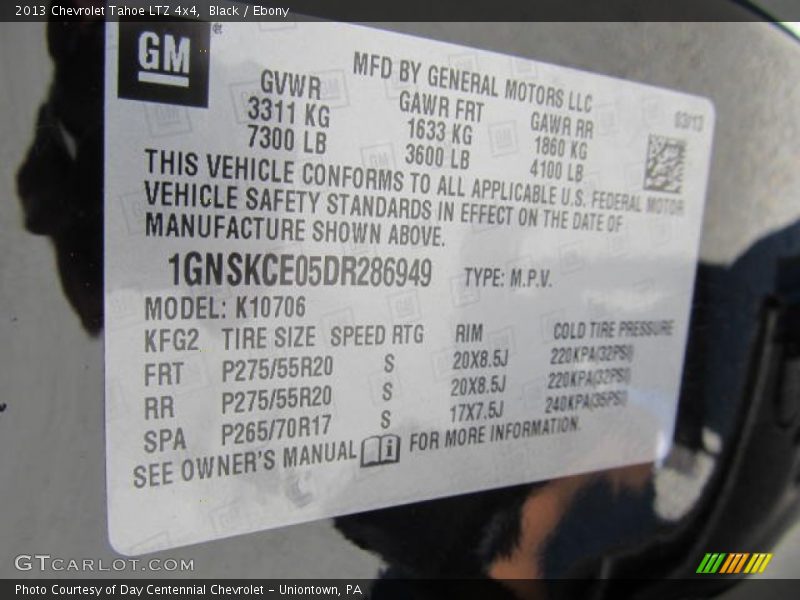 2013 Chevrolet Tahoe LTZ 4x4, Black / Ebony
GM
MFD BY GENERAL MOTORS LLC
GVWR GAWR FRT GAWR RR 03/13
3311 KG 1633 KG 1860 KG
7300 LB 3600 LB 4100 LB
THIS VEHICLE CONFORMS TO ALL APPLICABLE U.S. FEDERAL MOTOR
VEHICLE SAFETY STANDARDS IN EFFECT ON THE DATE OF
MANUFACTURE SHOWN ABOVE.
1GNSKCE05DR286949 TYPE: M.P.V.
MODEL: K10706
KFG2 TIRE SIZE SPEED RTG RIM COLD TIRE PRESSURE
FRT P275/55R20 S 20X8.5J 220KPA(32PSI)
RR P275/55R20 S 20X8.5J 220KPA(32PSI)
SPA P265/70R17 S 17X7.5J 240KPA(35PSI)
SEE OWNER'S MANUAL i FOR MORE INFORMATION.
GTCARLOT.COM
Photo Courtesy of Day Centennial Chevrolet - Uniontown, PA